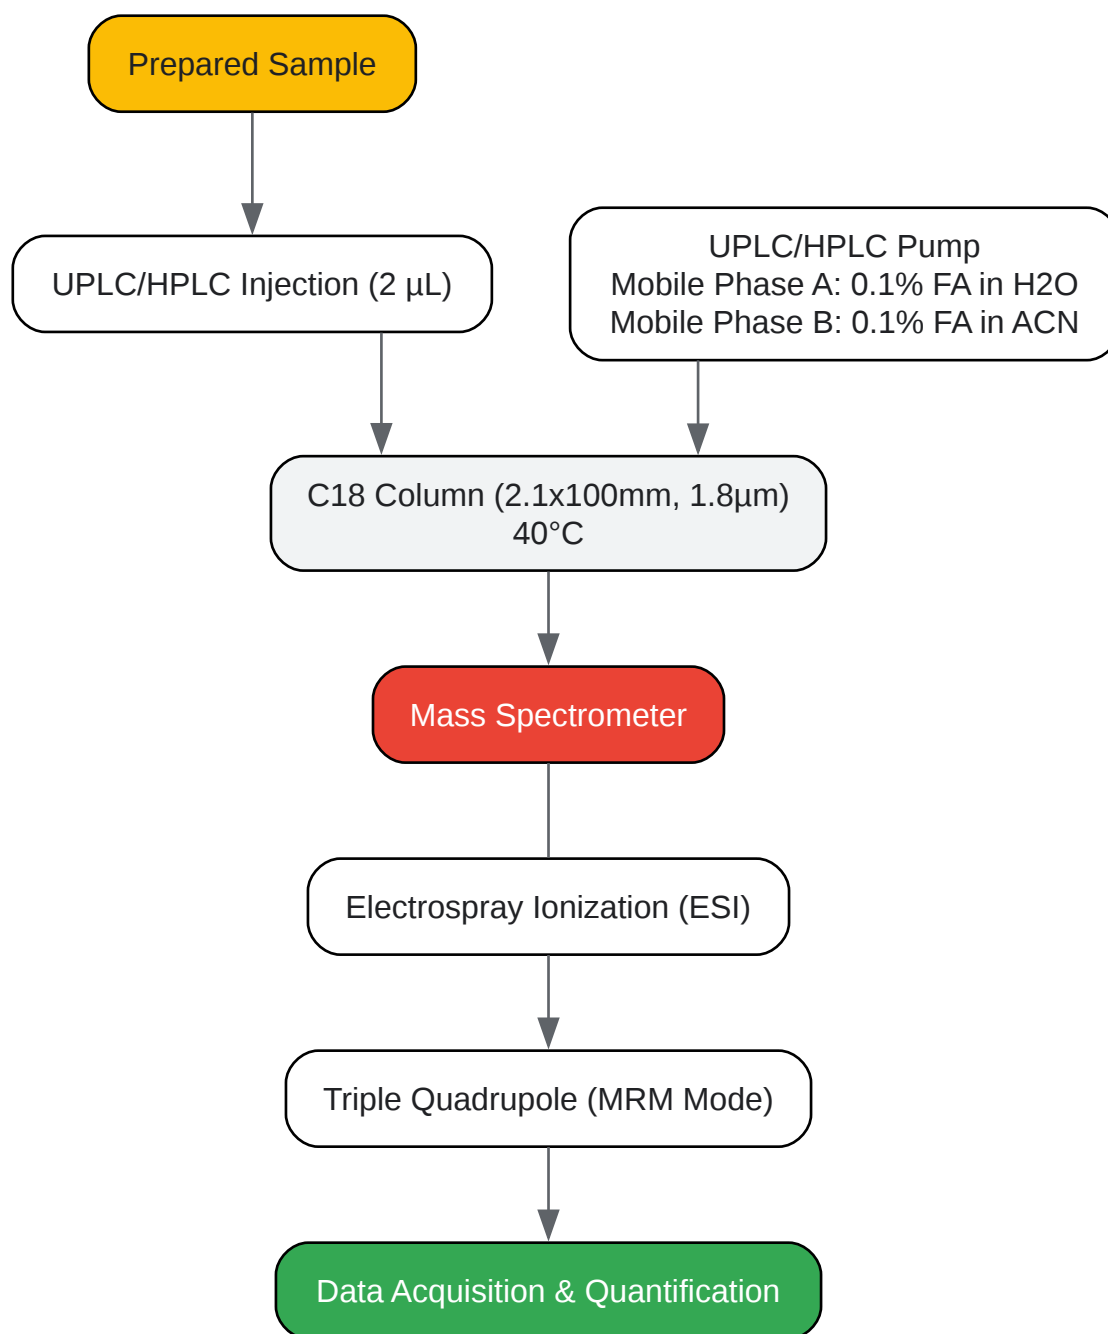 Prepared Sample
UPLC/HPLC Injection (2 µL)
UPLC/HPLC Pump
Mobile Phase A: 0.1% FA in H2O
Mobile Phase B: 0.1% FA in ACN
C18 Column (2.1x100mm, 1.8µm)
40°C
Mass Spectrometer
Electrospray Ionization (ESI)
Triple Quadrupole (MRM Mode)
Data Acquisition & Quantification